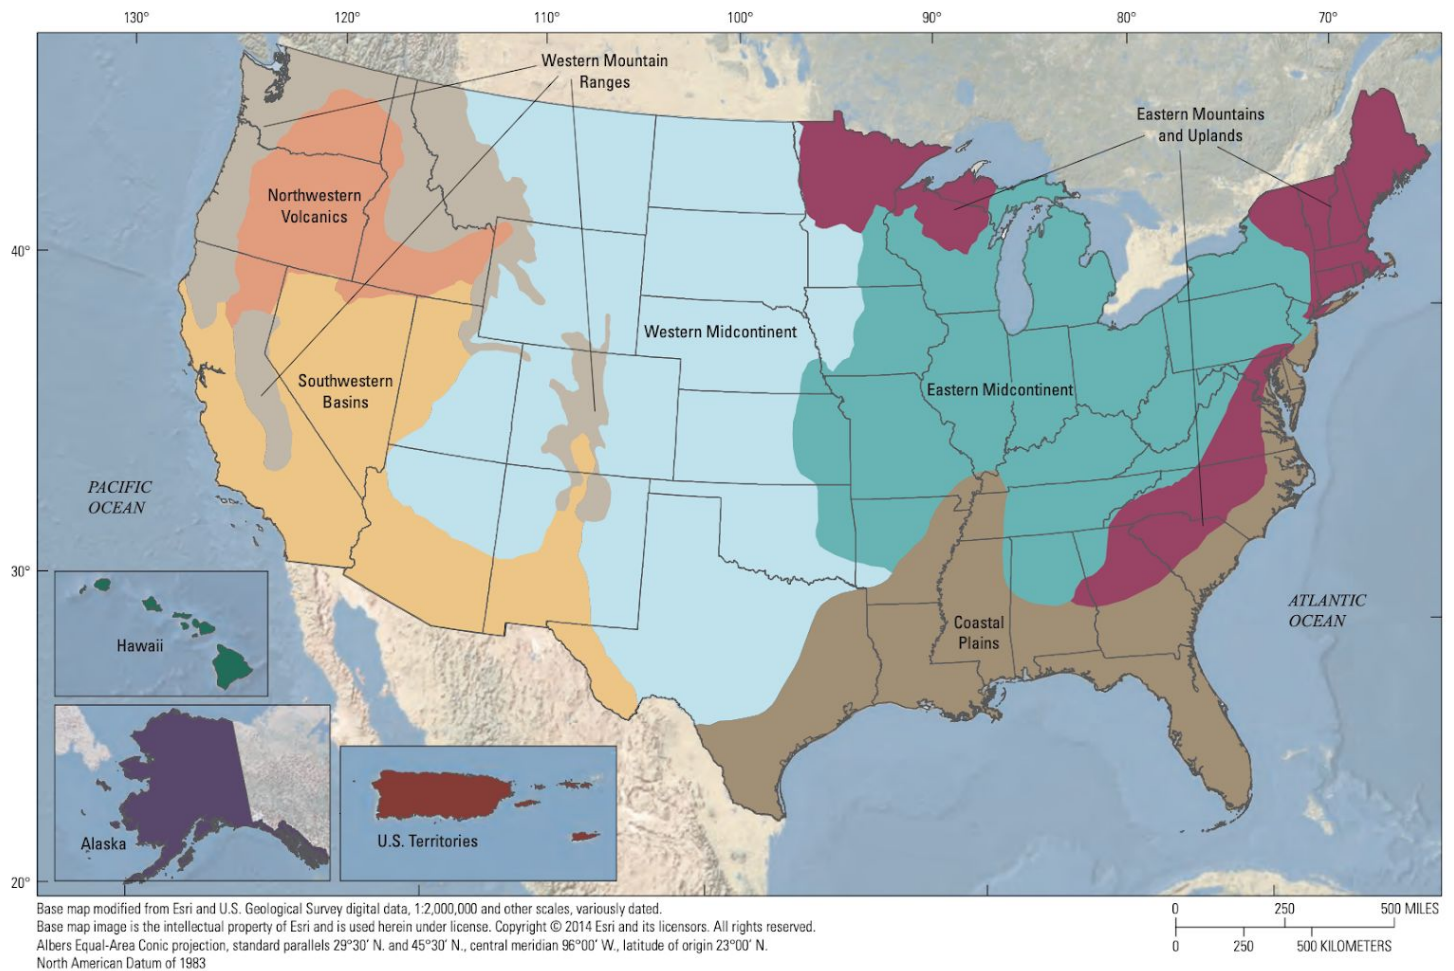 130°
120°
110°
100°
90°
80°
70°
Western Mountain
Ranges
Eastern Mountains
and Uplands
Northwestern
Volcanics
40°
Western Midcontinent
Southwestern
Basins
Eastern Midcontinent
PACIFIC
OCEAN
30°
ATLANTIC
OCEAN
Coastal
Plains
Hawaii
Alaska
U.S. Territories
20°
Base map modified from Esri and U.S. Geological Survey digital data, 1:2,000,000 and other scales, variously dated.
Base map image is the intellectual property of Esri and is used herein under license. Copyright © 2014 Esri and its licensors. All rights reserved.
Albers Equal-Area Conic projection, standard parallels 29°30′ N. and 45°30′ N., central meridian 96°00′ W., latitude of origin 23°00′ N.
North American Datum of 1983
0 250 500 MILES
0 250 500 KILOMETERS